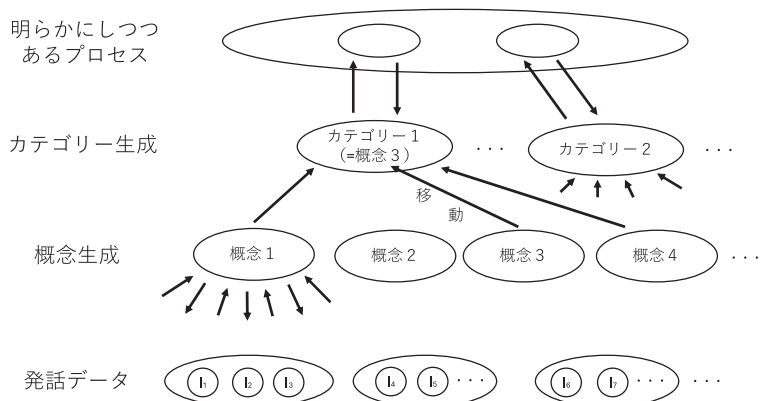 明らかにしつつ
あるプロセス
カテゴリー生成
カテゴリー1
(=概念3)
・・・
カテゴリー2
・・・
移
動
概念生成
概念1
概念2
概念3
概念4
・・・
発話データ
I₁
I₂
I₃
I₄
I₅
・・・
I₆
I₇
・・・
・・・